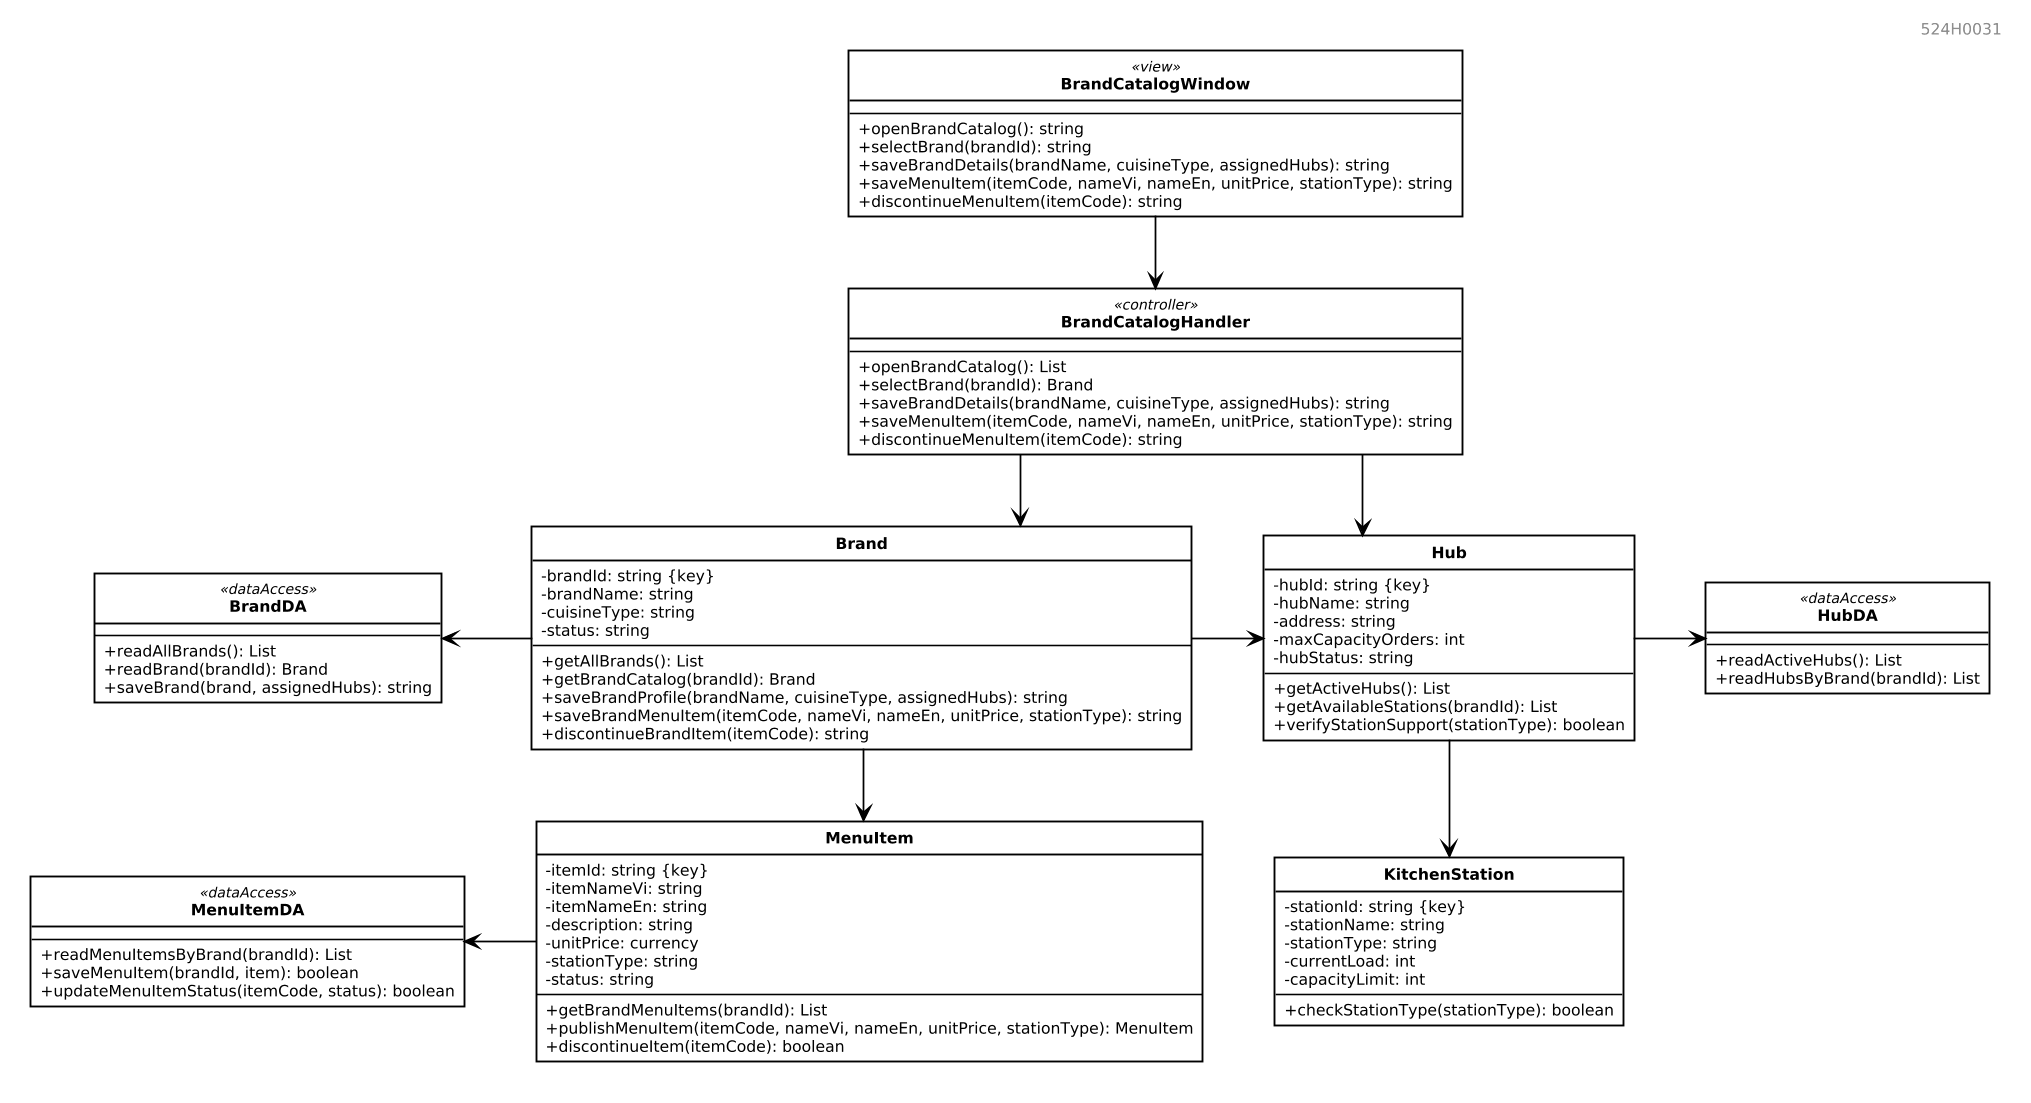 524H0031
«view»
BrandCatalogWindow
+openBrandCatalog(): string
+selectBrand(brandId): string
+saveBrandDetails(brandName, cuisineType, assignedHubs): string
+saveMenuItem(itemCode, nameVi, nameEn, unitPrice, stationType): string
+discontinueMenuItem(itemCode): string
«controller»
BrandCatalogHandler
+openBrandCatalog(): List
+selectBrand(brandId): Brand
+saveBrandDetails(brandName, cuisineType, assignedHubs): string
+saveMenuItem(itemCode, nameVi, nameEn, unitPrice, stationType): string
+discontinueMenuItem(itemCode): string
«dataAccess»
BrandDA
+readAllBrands(): List
+readBrand(brandId): Brand
+saveBrand(brand, assignedHubs): string
Brand
-brandId: string {key}
-brandName: string
-cuisineType: string
-status: string
+getAllBrands(): List
+getBrandCatalog(brandId): Brand
+saveBrandProfile(brandName, cuisineType, assignedHubs): string
+saveBrandMenuItem(itemCode, nameVi, nameEn, unitPrice, stationType): string
+discontinueBrandItem(itemCode): string
Hub
-hubId: string {key}
-hubName: string
-address: string
-maxCapacityOrders: int
-hubStatus: string
+getActiveHubs(): List
+getAvailableStations(brandId): List
+verifyStationSupport(stationType): boolean
«dataAccess»
HubDA
+readActiveHubs(): List
+readHubsByBrand(brandId): List
«dataAccess»
MenuItemDA
+readMenuItemsByBrand(brandId): List
+saveMenuItem(brandId, item): boolean
+updateMenuItemStatus(itemCode, status): boolean
MenuItem
-itemId: string {key}
-itemNameVi: string
-itemNameEn: string
-description: string
-unitPrice: currency
-stationType: string
-status: string
+getBrandMenuItems(brandId): List
+publishMenuItem(itemCode, nameVi, nameEn, unitPrice, stationType): MenuItem
+discontinueItem(itemCode): boolean
KitchenStation
-stationId: string {key}
-stationName: string
-stationType: string
-currentLoad: int
-capacityLimit: int
+checkStationType(stationType): boolean